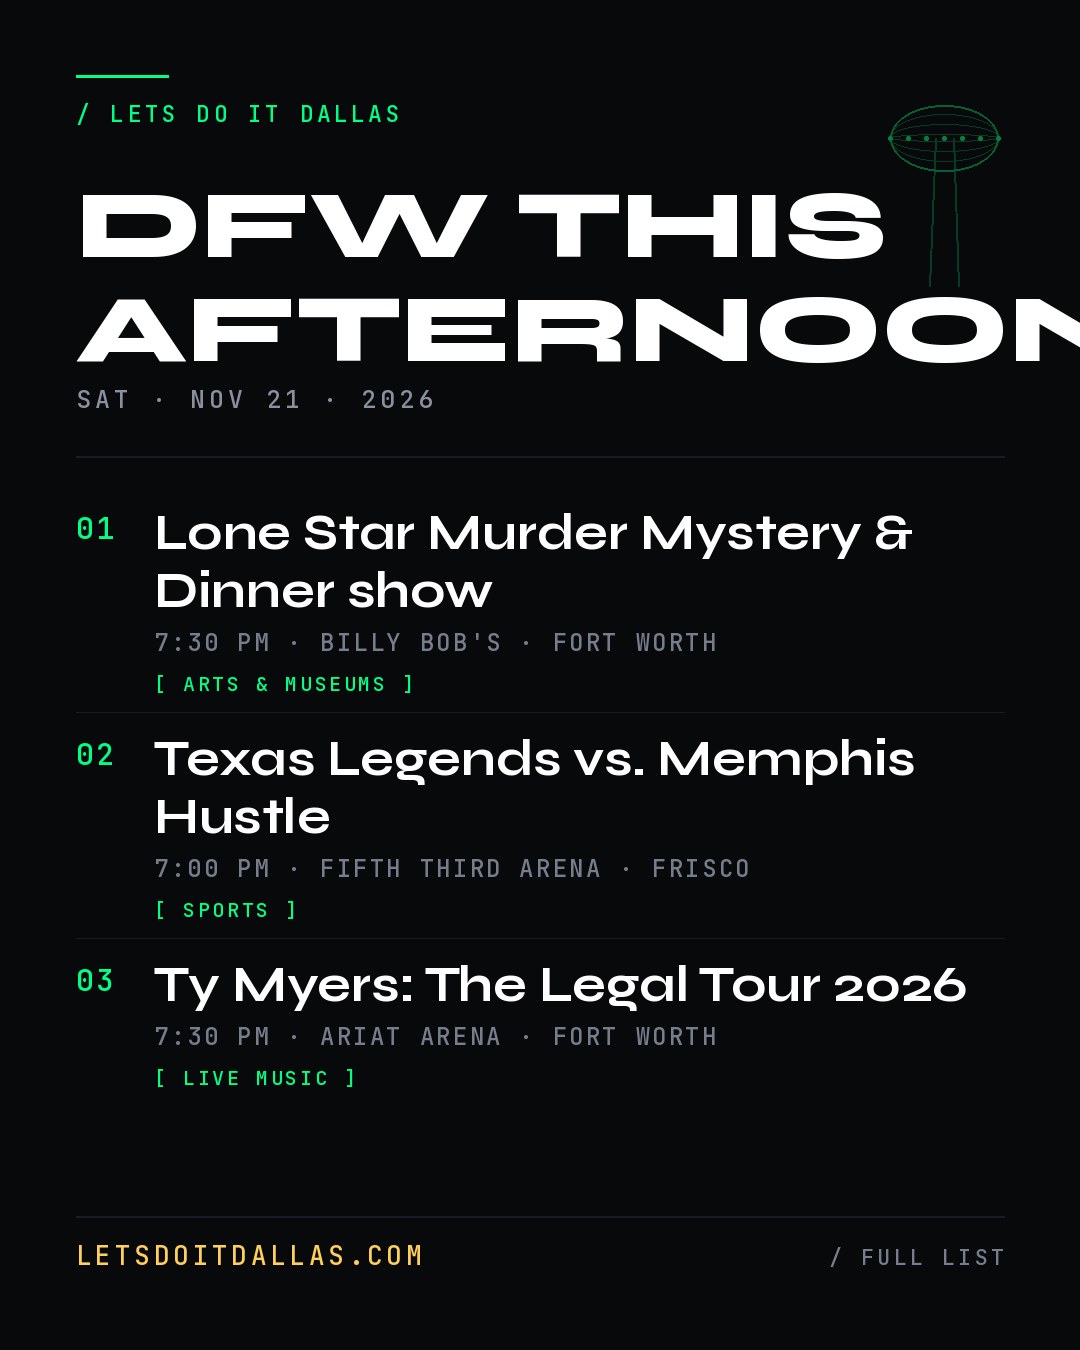 / LETS DO IT DALLAS
DFW THIS
AFTERNOON
SAT · NOV 21 · 2026
01
Lone Star Murder Mystery &
Dinner show
7:30 PM · BILLY BOB'S · FORT WORTH
[ ARTS & MUSEUMS ]
02
Texas Legends vs. Memphis
Hustle
7:00 PM · FIFTH THIRD ARENA · FRISCO
[ SPORTS ]
03
Ty Myers: The Legal Tour 2026
7:30 PM · ARIAT ARENA · FORT WORTH
[ LIVE MUSIC ]
LETSDOITDALLAS.COM
/ FULL LIST